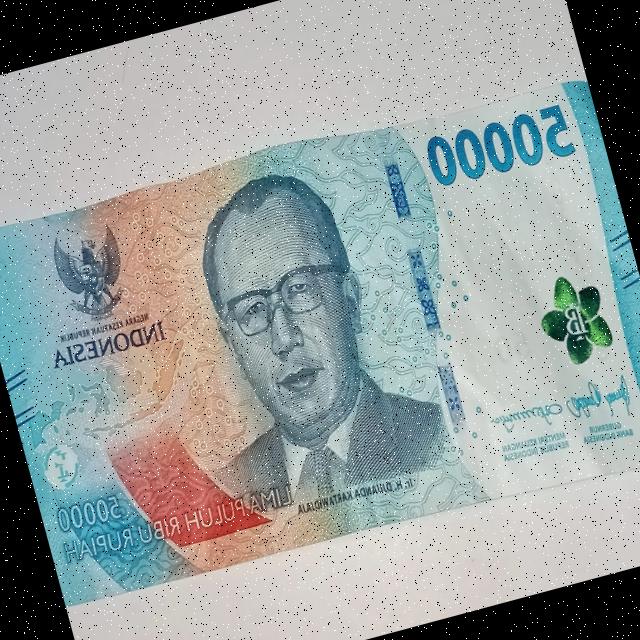 50000
NEGARA KESATUAN REPUBLIK
INDONESIA
50000
LIMA PULUH RIBU RUPIAH
Ir. H. DJUANDA KARTAWIDJAJA
GUBERNUR
BANK INDONESIA
MENTERI KEUANGAN
REPUBLIK INDONESIA